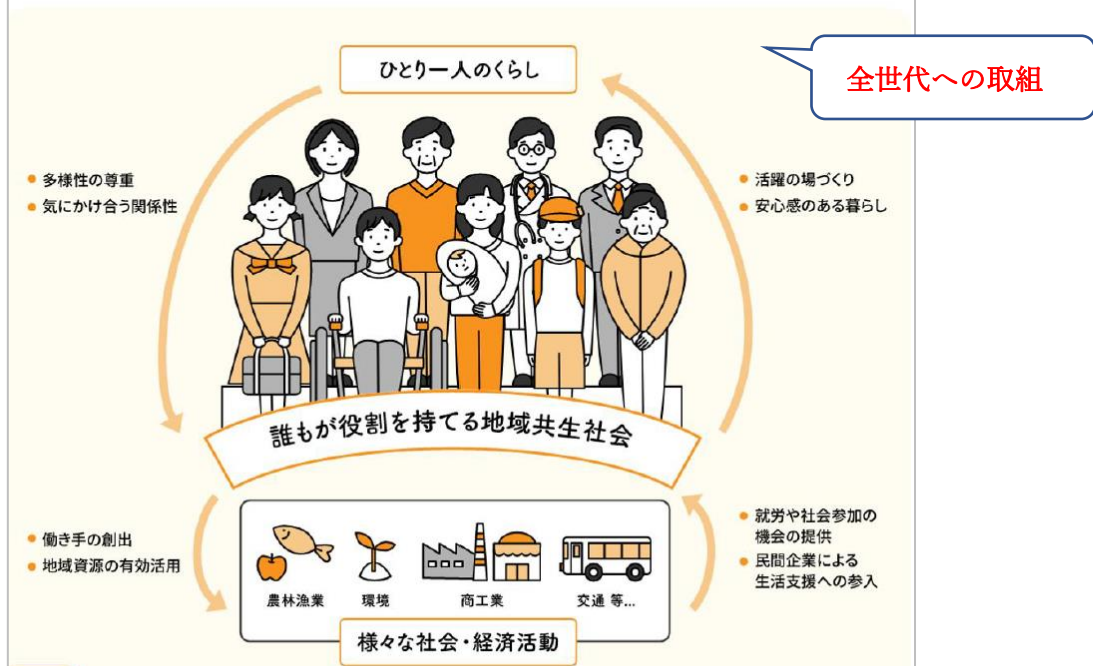 ひとり一人のくらし
全世代への取組
多様性の尊重
気にかけ合う関係性
活躍の場づくり
安心感のある暮らし
誰もが役割を持てる地域共生社会
働き手の創出
地域資源の有効活用
就労や社会参加の
機会の提供
民間企業による
生活支援への参入
農林漁業
環境
商工業
交通 等...
様々な社会・経済活動